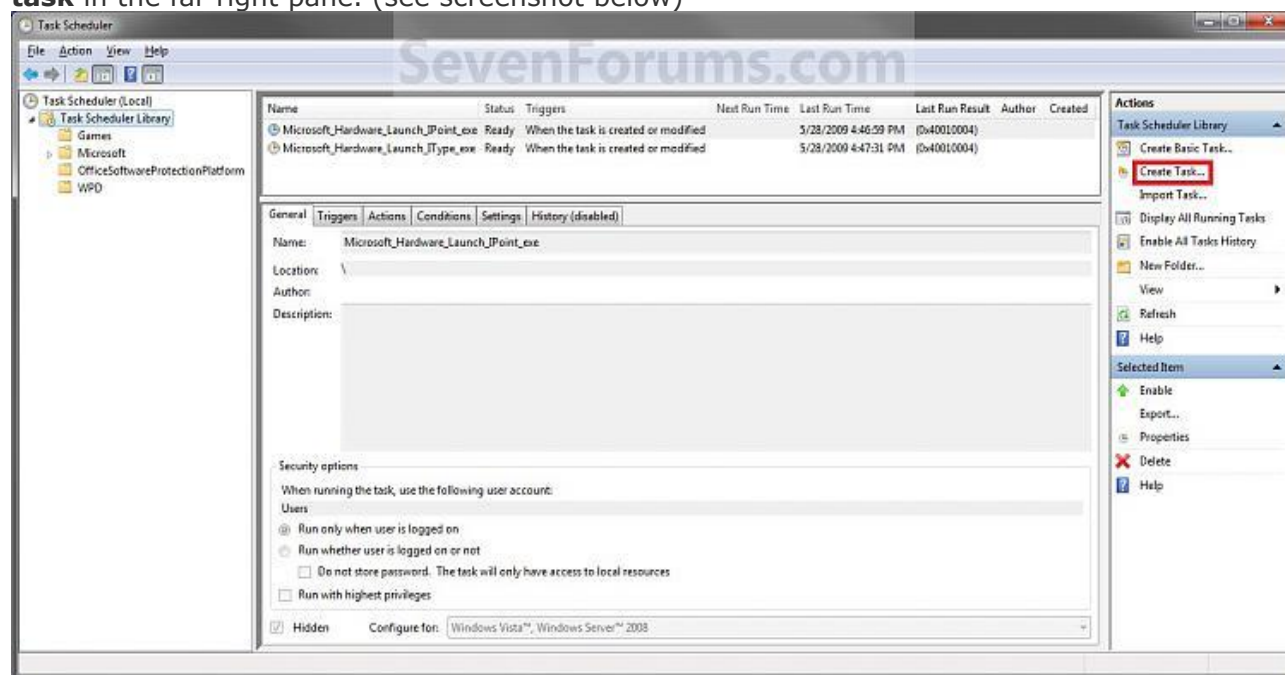 task in the far right pane. (see screenshot below)
Task Scheduler
SevenForums.com
File Action View Help
Task Scheduler (Local)
Task Scheduler Library
Games
Microsoft
OfficeSoftwareProtectionPlatform
WPD
Name Status Triggers Next Run Time Last Run Time Last Run Result Author Created
Microsoft_Hardware_Launch_IPoint_exe Ready When the task is created or modified 5/28/2009 4:46:59 PM (0x40010004)
Microsoft_Hardware_Launch_IType_exe Ready When the task is created or modified 5/28/2009 4:47:31 PM (0x40010004)
General Triggers Actions Conditions Settings History (disabled)
Name: Microsoft_Hardware_Launch_IPoint_exe
Location: \
Author:
Description:
Security options
When running the task, use the following user account:
Users
Run only when user is logged on
Run whether user is logged on or not
Do not store password. The task will only have access to local resources
Run with highest privileges
Hidden Configure for: Windows Vista™, Windows Server™ 2008
Actions
Task Scheduler Library
Create Basic Task...
Create Task...
Import Task...
Display All Running Tasks
Enable All Tasks History
New Folder...
View
Refresh
Help
Selected Item
Enable
Export...
Properties
Delete
Help